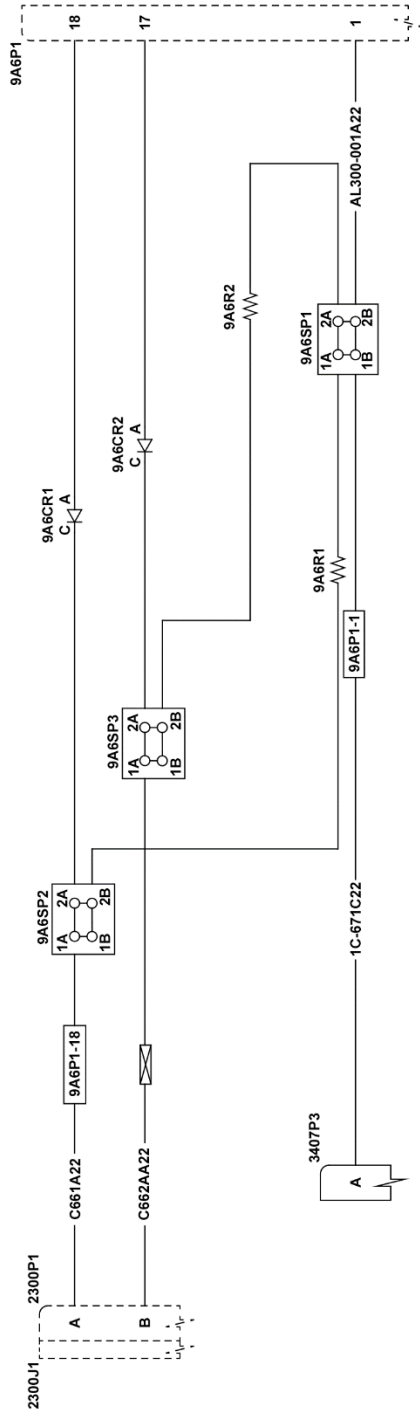 2300J1
2300P1
A
B
C661A22
C662AA22
9A6P1-18
9A6SP2
1A
2A
1B
2B
9A6SP3
1A
2A
1B
2B
9A6CR1
C
A
9A6CR2
C
A
9A6R2
9A6P1
18
17
1
3407P3
A
1C-671C22
9A6P1-1
9A6R1
9A6SP1
1A
2A
1B
2B
AL300-001A22